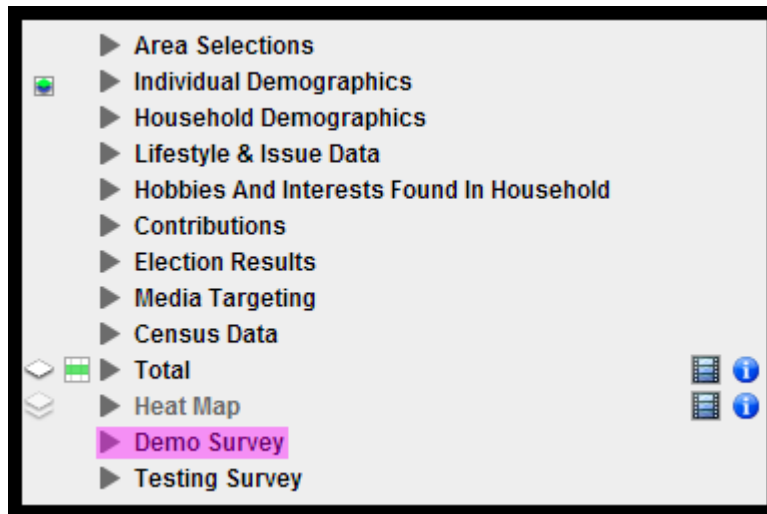 Area Selections
Individual Demographics
Household Demographics
Lifestyle & Issue Data
Hobbies And Interests Found In Household
Contributions
Election Results
Media Targeting
Census Data
Total
Heat Map
Demo Survey
Testing Survey